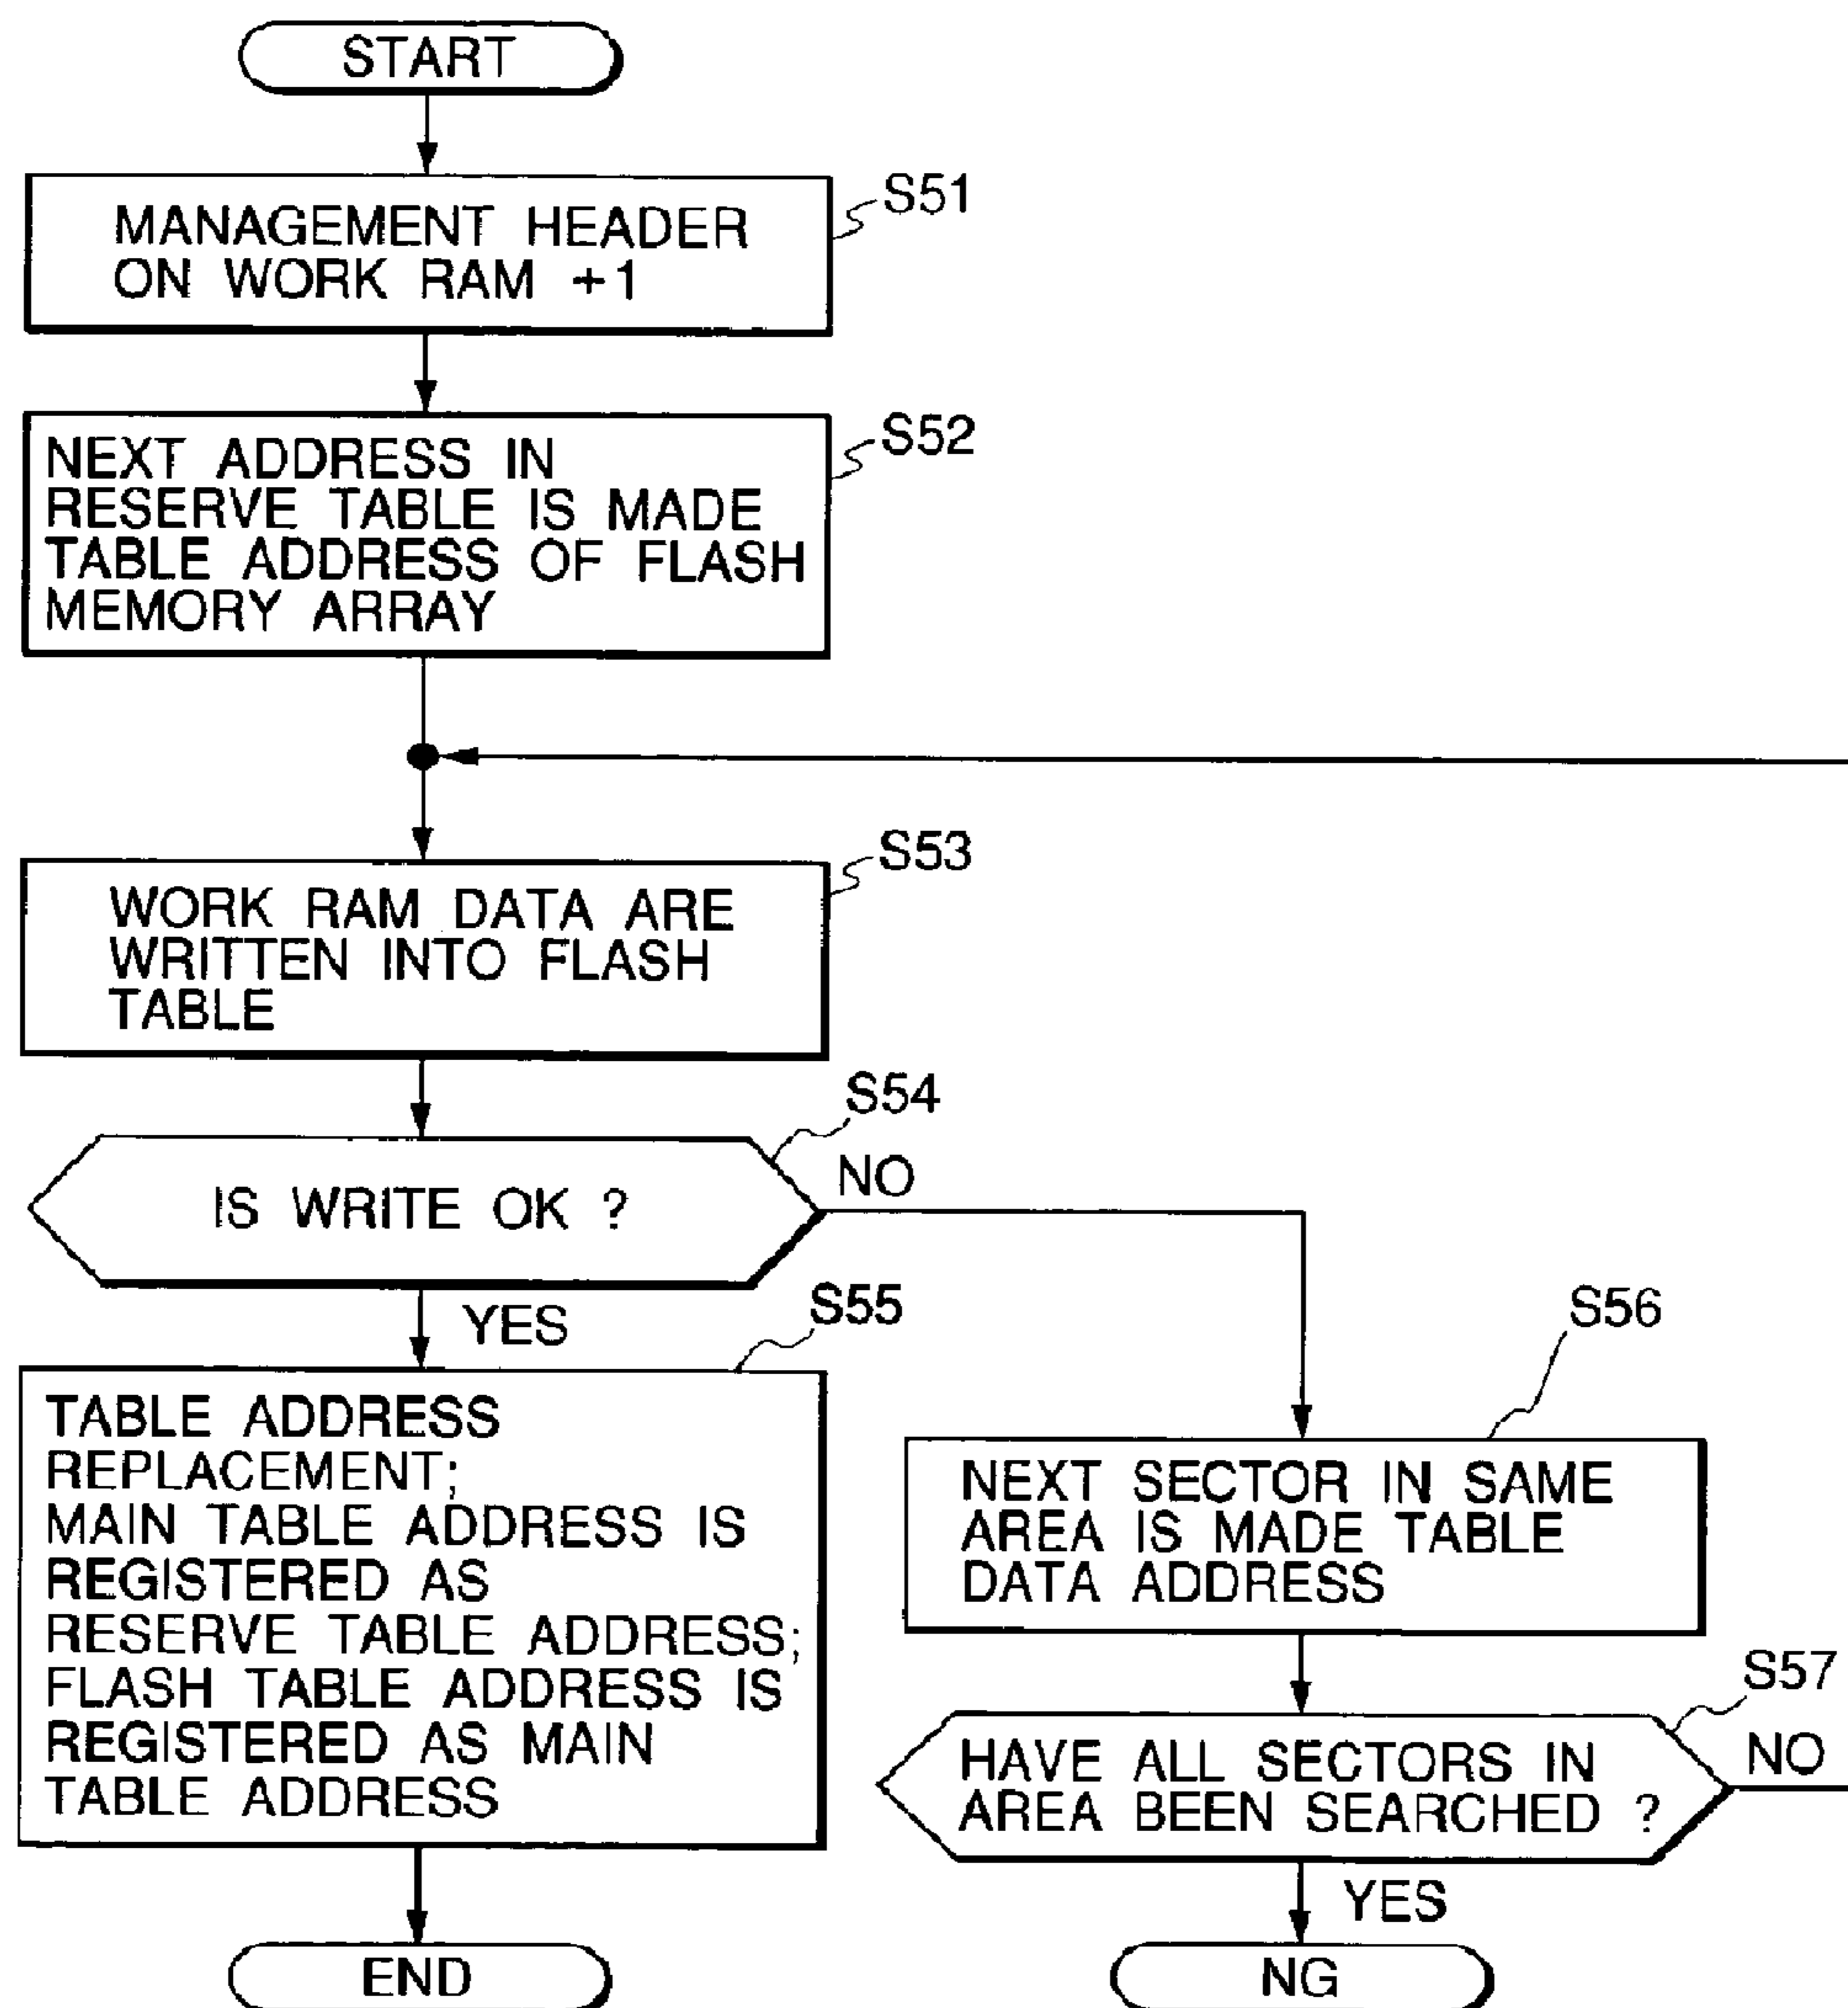 START
S51
MANAGEMENT HEADER
ON WORK RAM +1
S52
NEXT ADDRESS IN
RESERVE TABLE IS MADE
TABLE ADDRESS OF FLASH
MEMORY ARRAY
S53
WORK RAM DATA ARE
WRITTEN INTO FLASH
TABLE
S54
IS WRITE OK ?
NO
YES
S55
TABLE ADDRESS
REPLACEMENT;
MAIN TABLE ADDRESS IS
REGISTERED AS
RESERVE TABLE ADDRESS;
FLASH TABLE ADDRESS IS
REGISTERED AS MAIN
TABLE ADDRESS
END
S56
NEXT SECTOR IN SAME
AREA IS MADE TABLE
DATA ADDRESS
S57
HAVE ALL SECTORS IN
AREA BEEN SEARCHED ?
NO
YES
NG